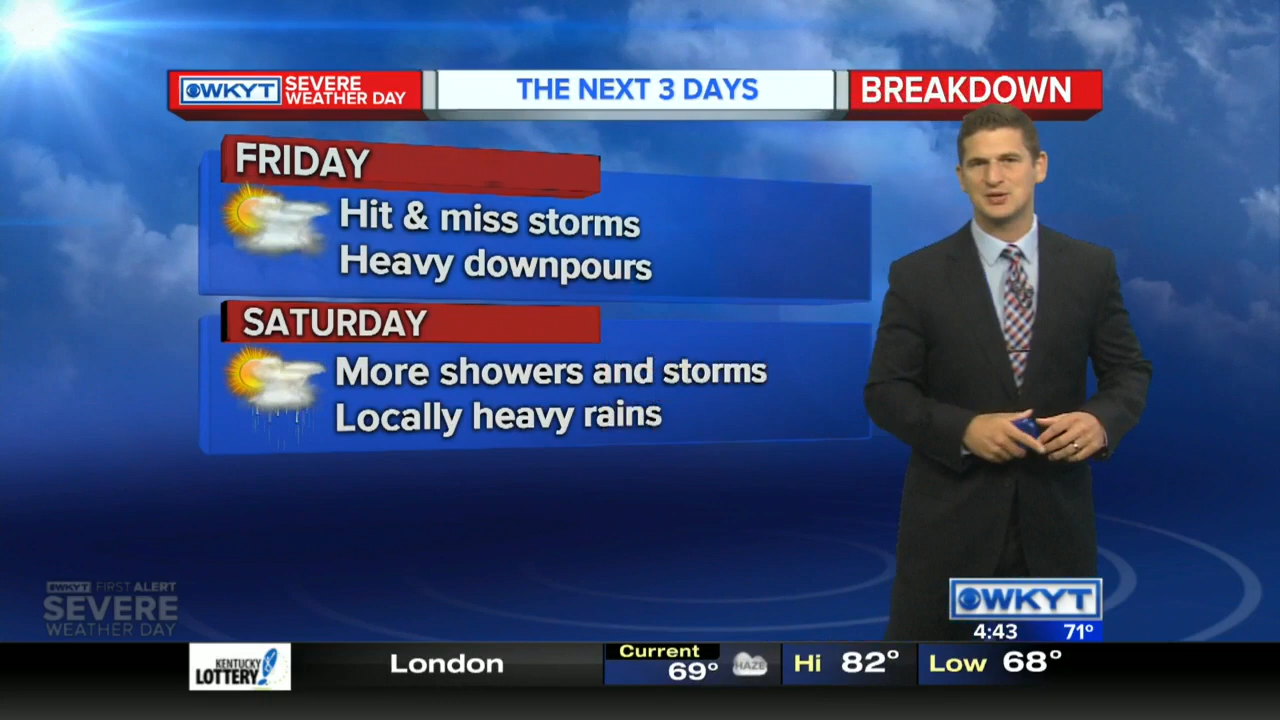 WKYT SEVERE WEATHER DAY
THE NEXT 3 DAYS
BREAKDOWN
FRIDAY
Hit & miss storms
Heavy downpours
SATURDAY
More showers and storms
Locally heavy rains
WKYT FIRST ALERT
SEVERE
WEATHER DAY
WKYT
4:43 71°
KENTUCKY
LOTTERY
London
Current
69°
HAZE
Hi 82°
Low 68°